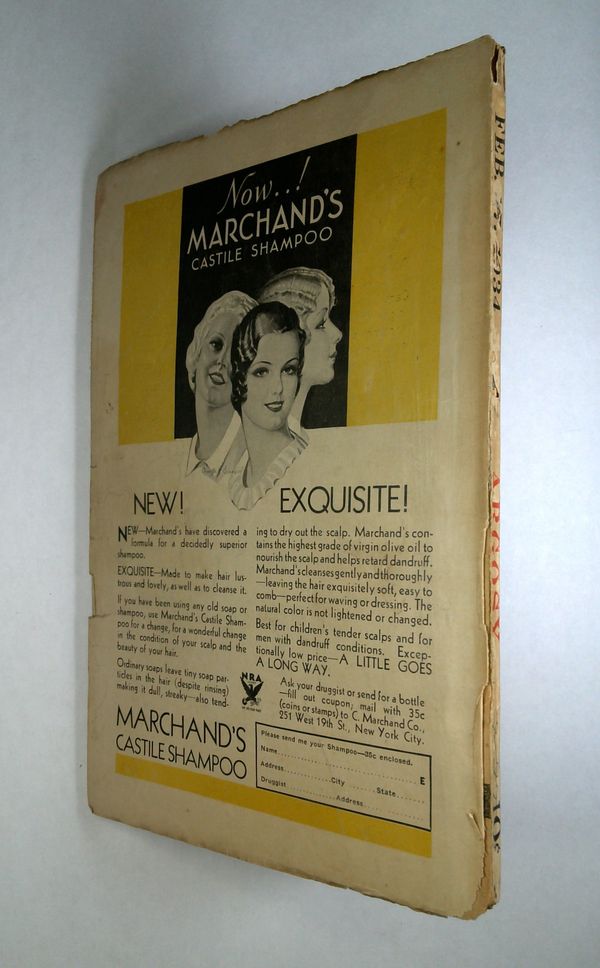 Now..!
MARCHAND'S
CASTILE SHAMPOO
NEW!
EXQUISITE!
NEW—Marchand's have discovered a
formula for a decidedly superior
shampoo.
EXQUISITE—Made to make hair lus-
trous and lovely, as well as to cleanse it.
If you have been using any old soap or
shampoo, use Marchand's Castile Sham-
poo for a change, for a wonderful change
in the condition of your scalp and the
beauty of your hair.
Ordinary soaps leave tiny soap par-
ticles in the hair (despite rinsing)
making it dull, streaky—also tend-
ing to dry out the scalp. Marchand's con-
tains the highest grade of virgin olive oil to
nourish the scalp and helps retard dandruff.
Marchand's cleanses gently and thoroughly
—leaving the hair exquisitely soft, easy to
comb—perfect for waving or dressing. The
natural color is not lightened or changed.
Best for children's tender scalps and for
men with dandruff conditions. Excep-
tionally low price—A LITTLE GOES
A LONG WAY.
NRA
Ask your druggist or send for a bottle
—fill out coupon, mail with 35c
(coins or stamps) to C. Marchand Co.,
251 West 19th St., New York City.
MARCHAND'S
CASTILE SHAMPOO
Please send me your Shampoo—35c enclosed.
E
Name
Address City State
Druggist Address
FEB.
10¢